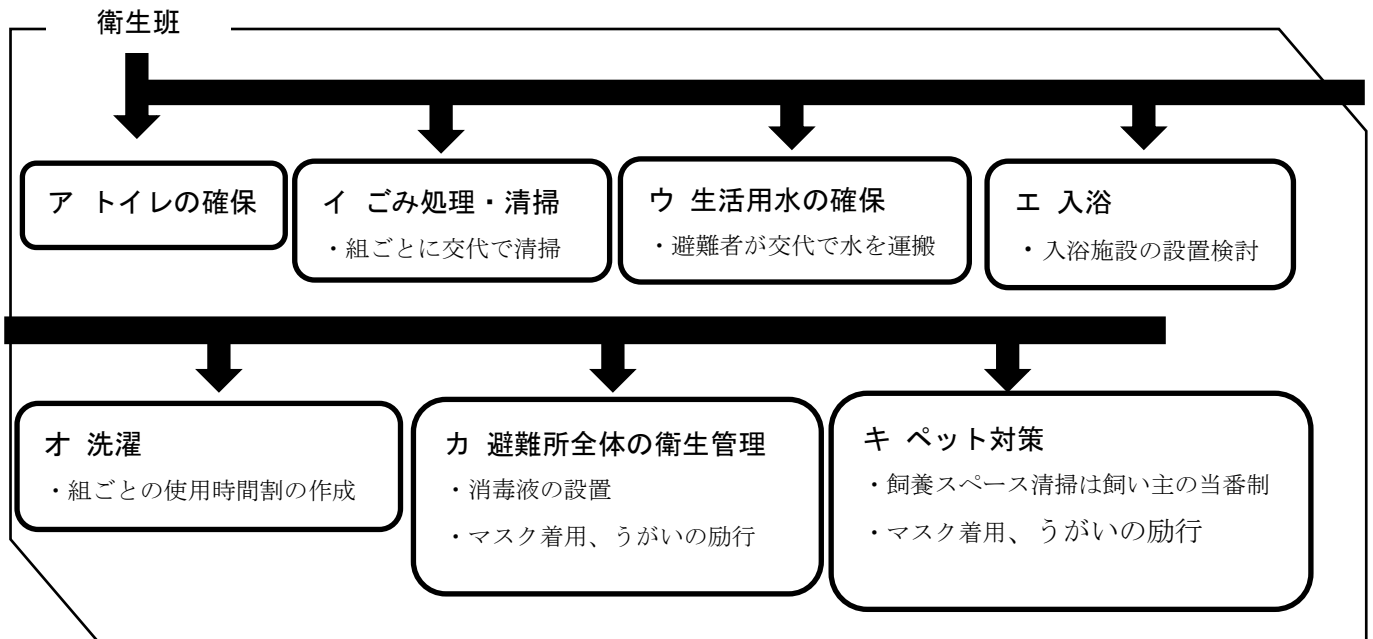 衛生班
ア トイレの確保
イ ごみ処理・清掃
・組ごとに交代で清掃
ウ 生活用水の確保
・避難者が交代で水を運搬
エ 入浴
・入浴施設の設置検討
オ 洗濯
・組ごとの使用時間割の作成
カ 避難所全体の衛生管理
・消毒液の設置
・マスク着用、うがいの励行
キ ペット対策
・飼養スペース清掃は飼い主の当番制
・マスク着用、うがいの励行